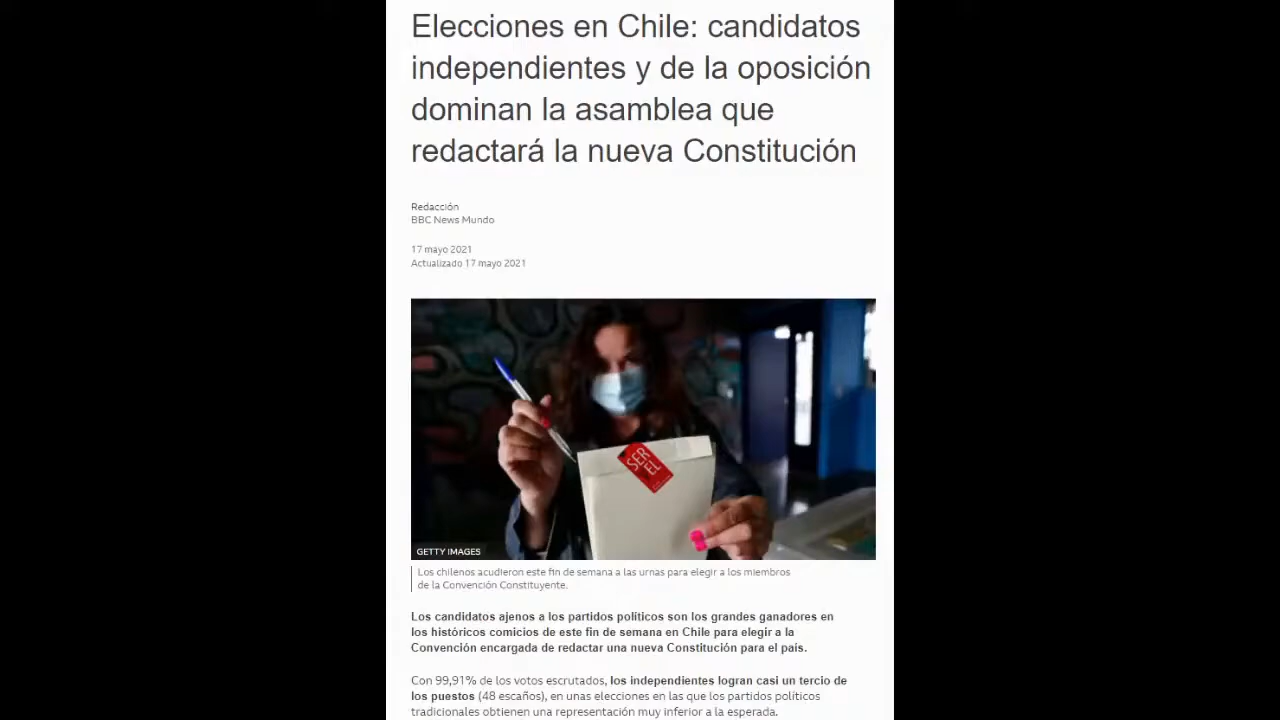 Elecciones en Chile: candidatos
independientes y de la oposición
dominan la asamblea que
redactará la nueva Constitución
Redacción
BBC News Mundo
17 mayo 2021
Actualizado 17 mayo 2021
SER
EL
GETTY IMAGES
Los chilenos acudieron este fin de semana a las urnas para elegir a los miembros
de la Convención Constituyente.
Los candidatos ajenos a los partidos políticos son los grandes ganadores en
los históricos comicios de este fin de semana en Chile para elegir a la
Convención encargada de redactar una nueva Constitución para el país.
Con 99,91% de los votos escrutados, los independientes logran casi un tercio de
los puestos (48 escaños), en unas elecciones en las que los partidos políticos
tradicionales obtienen una representación muy inferior a la esperada.